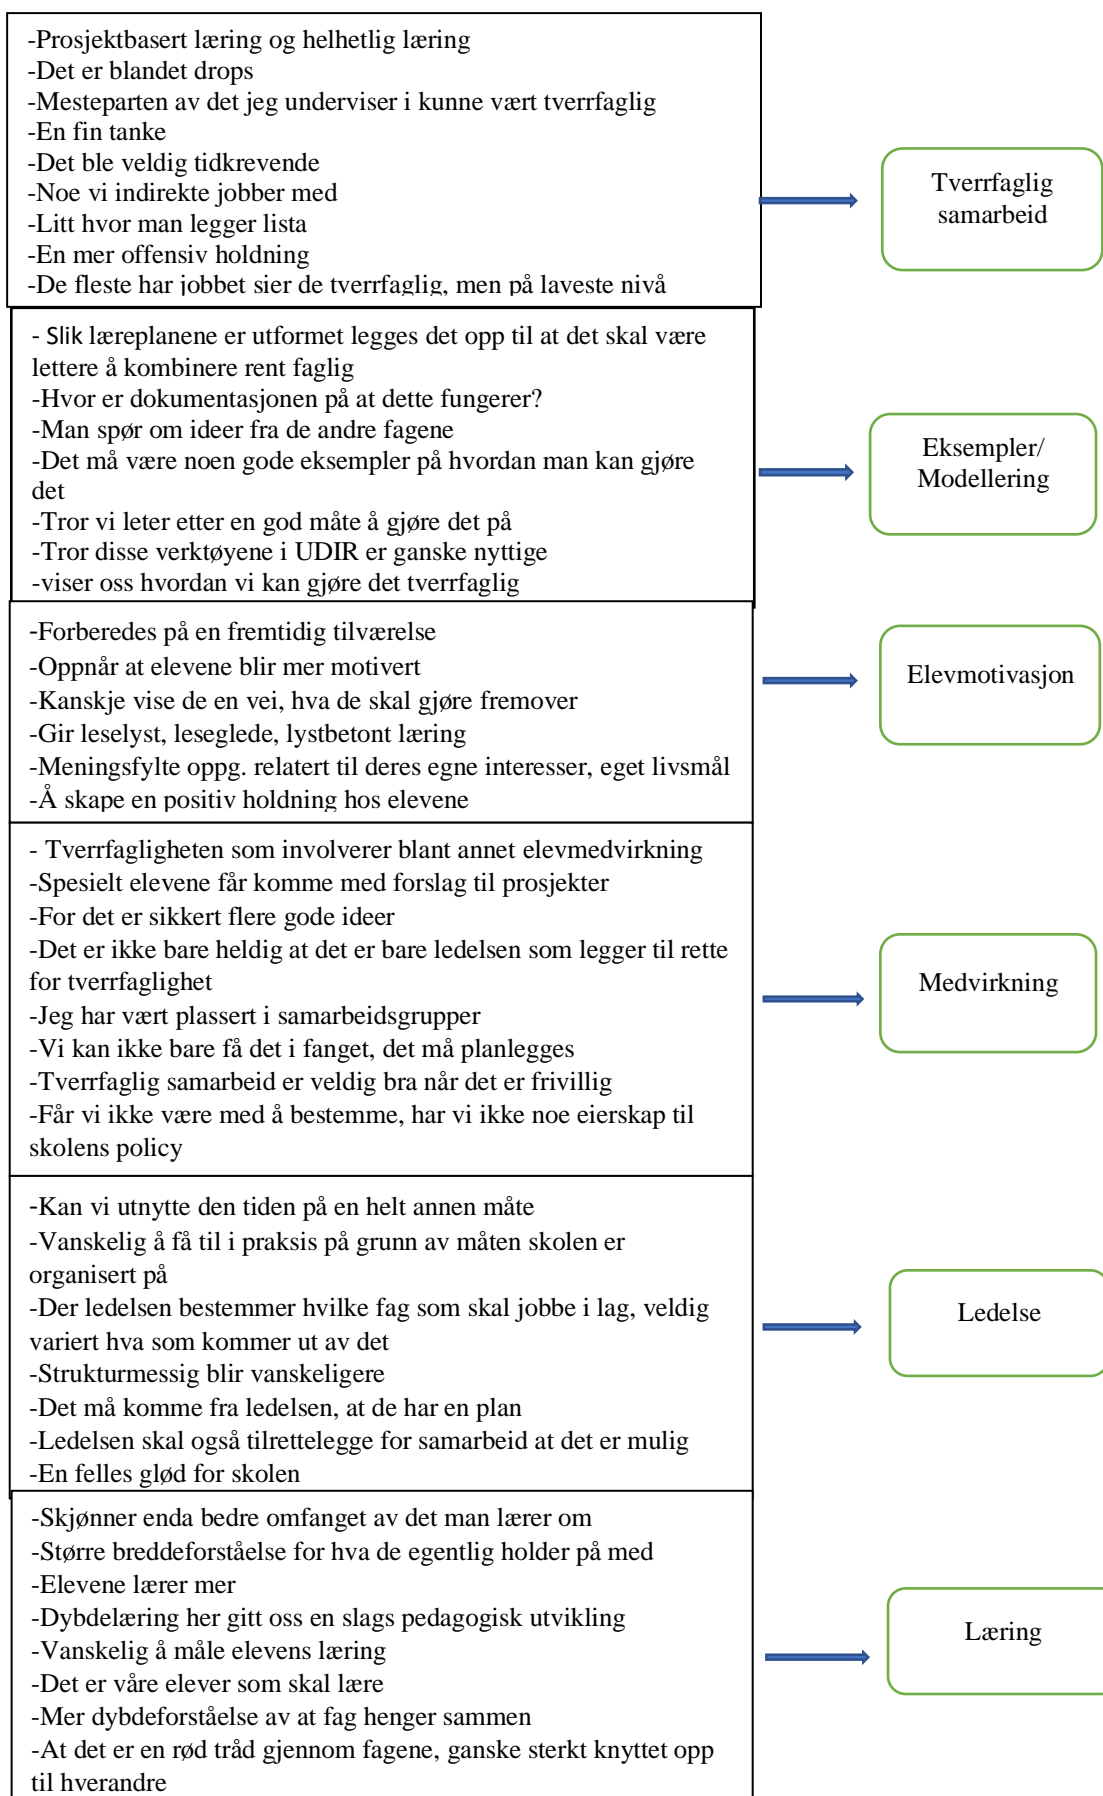 -Prosjektbasert læring og helhetlig læring
-Det er blandet drops
-Mesteparten av det jeg underviser i kunne vært tverrfaglig
-En fin tanke
-Det ble veldig tidkrevende
-Noe vi indirekte jobber med
-Litt hvor man legger lista
-En mer offensiv holdning
-De fleste har jobbet sier de tverrfaglig, men på laveste nivå
Tverrfaglig
samarbeid
- Slik læreplanene er utformet legges det opp til at det skal være
lettere å kombinere rent faglig
-Hvor er dokumentasjonen på at dette fungerer?
-Man spør om ideer fra de andre fagene
-Det må være noen gode eksempler på hvordan man kan gjøre
det
-Tror vi leter etter en god måte å gjøre det på
-Tror disse verktøyene i UDIR er ganske nyttige
-viser oss hvordan vi kan gjøre det tverrfaglig
Eksempler/
Modellering
-Forberedes på en fremtidig tilværelse
-Oppnår at elevene blir mer motivert
-Kanskje vise de en vei, hva de skal gjøre fremover
-Gir leselyst, leseglede, lystbetont læring
-Meningsfylte oppg. relatert til deres egne interesser, eget livsmål
-Å skape en positiv holdning hos elevene
Elevmotivasjon
- Tverrfagligheten som involverer blant annet elevmedvirkning
-Spesielt elevene får komme med forslag til prosjekter
-For det er sikkert flere gode ideer
-Det er ikke bare heldig at det er bare ledelsen som legger til rette
for tverrfaglighet
-Jeg har vært plassert i samarbeidsgrupper
-Vi kan ikke bare få det i fanget, det må planlegges
-Tverrfaglig samarbeid er veldig bra når det er frivillig
-Får vi ikke være med å bestemme, har vi ikke noe eierskap til
skolens policy
Medvirkning
-Kan vi utnytte den tiden på en helt annen måte
-Vanskelig å få til i praksis på grunn av måten skolen er
organisert på
-Der ledelsen bestemmer hvilke fag som skal jobbe i lag, veldig
variert hva som kommer ut av det
-Strukturmessig blir vanskeligere
-Det må komme fra ledelsen, at de har en plan
-Ledelsen skal også tilrettelegge for samarbeid at det er mulig
-En felles glød for skolen
Ledelse
-Skjønner enda bedre omfanget av det man lærer om
-Større breddeforståelse for hva de egentlig holder på med
-Elevene lærer mer
-Dybdelæring her gitt oss en slags pedagogisk utvikling
-Vanskelig å måle elevens læring
-Det er våre elever som skal lære
-Mer dybdeforståelse av at fag henger sammen
-At det er en rød tråd gjennom fagene, ganske sterkt knyttet opp
til hverandre
Læring